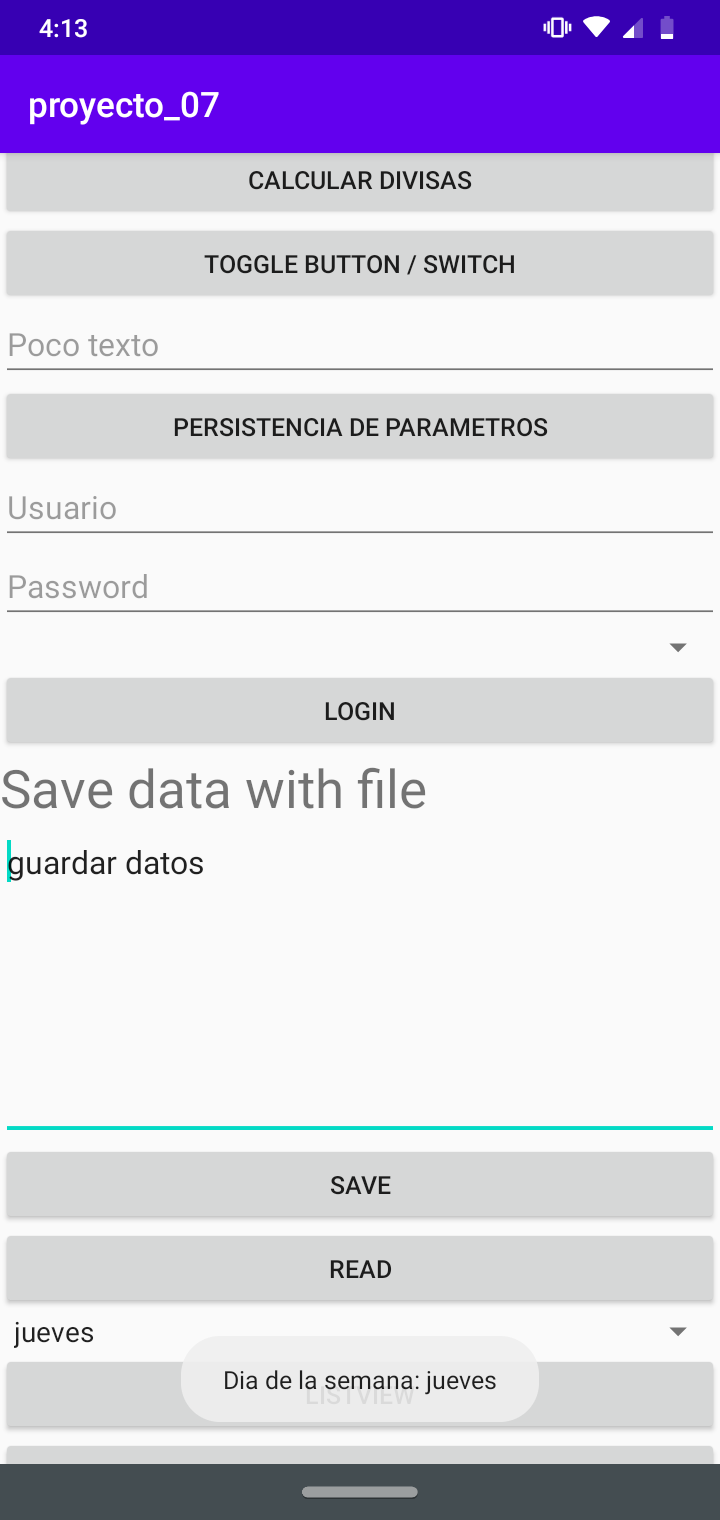 4:13
proyecto_07
CALCULAR DIVISAS
TOGGLE BUTTON / SWITCH
Poco texto
PERSISTENCIA DE PARAMETROS
Usuario
Password
LOGIN
Save data with file
guardar datos
SAVE
READ
jueves
Dia de la semana: jueves
LISTVIEW